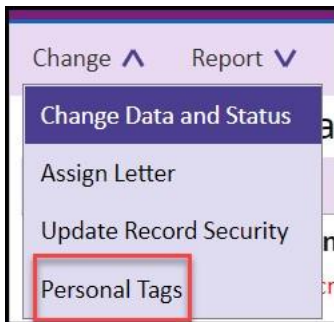 Change Report
Change Data and Status
Assign Letter
Update Record Security
Personal Tags